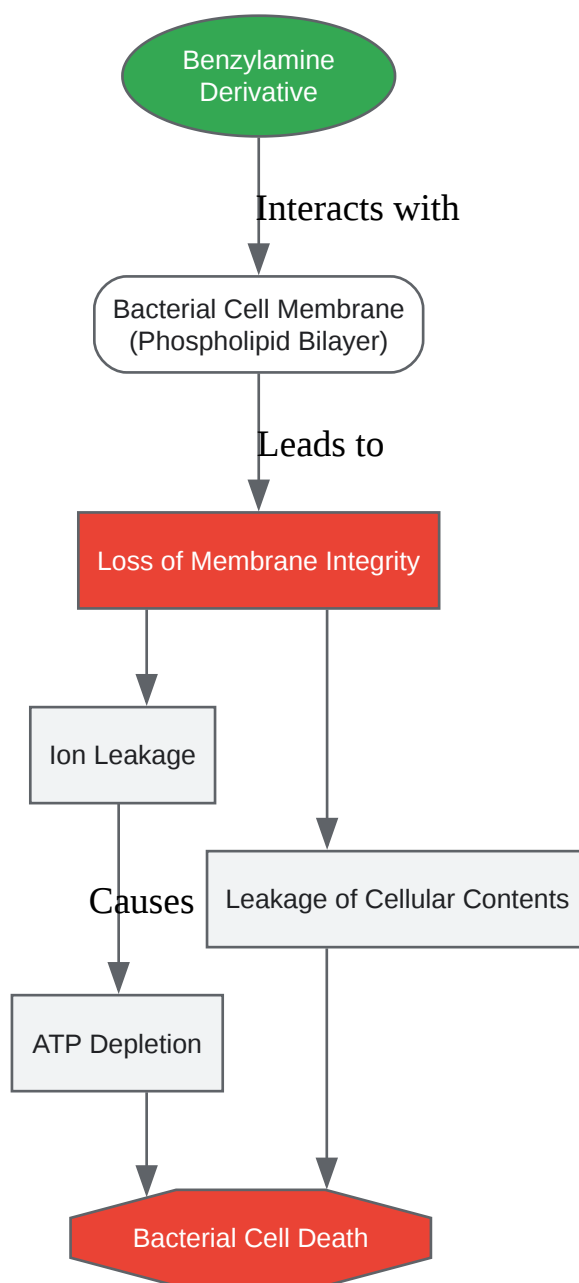 Benzylamine
Derivative
Interacts with
Bacterial Cell Membrane
(Phospholipid Bilayer)
Leads to
Loss of Membrane Integrity
Ion Leakage
Causes
Leakage of Cellular Contents
ATP Depletion
Bacterial Cell Death